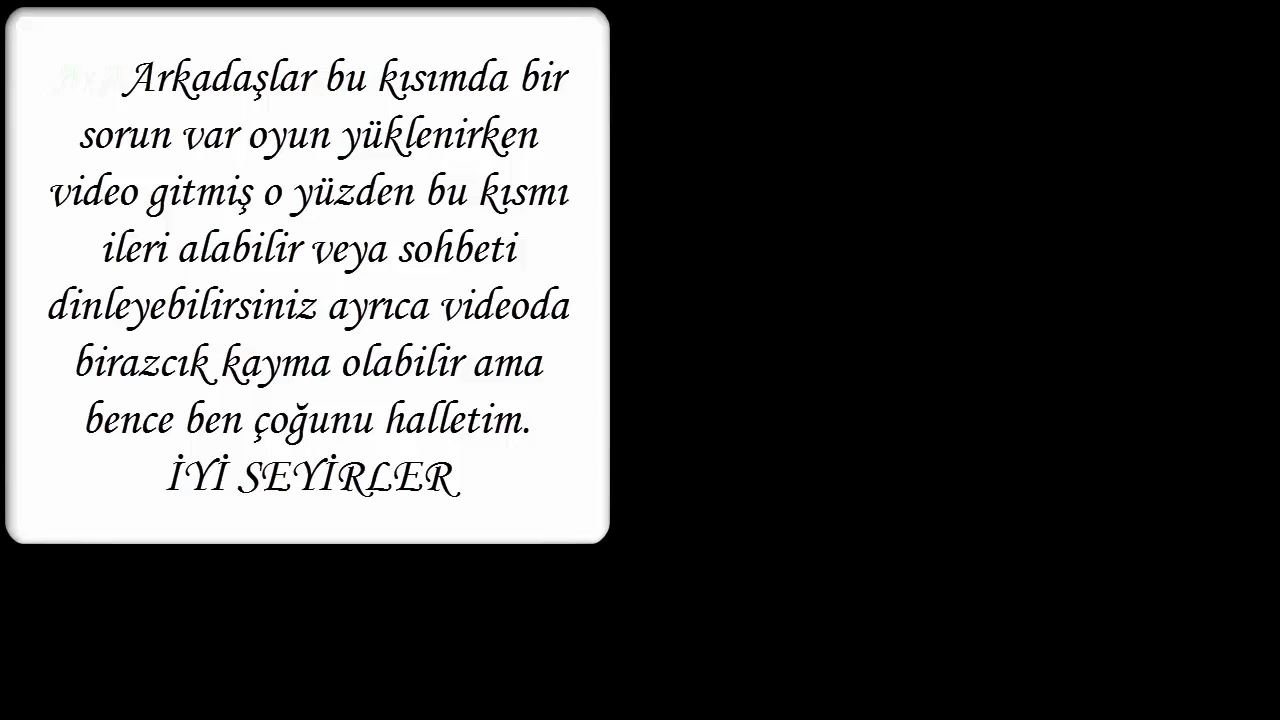 Arkadaşlar bu kısımda bir
sorun var oyun yüklenirken
video gitmiş o yüzden bu kısmı
ileri alabilir veya sohbeti
dinleyebilirsiniz ayrıca videoda
birazcık kayma olabilir ama
bence ben çoğunu halletim.
İYİ SEYİRLER